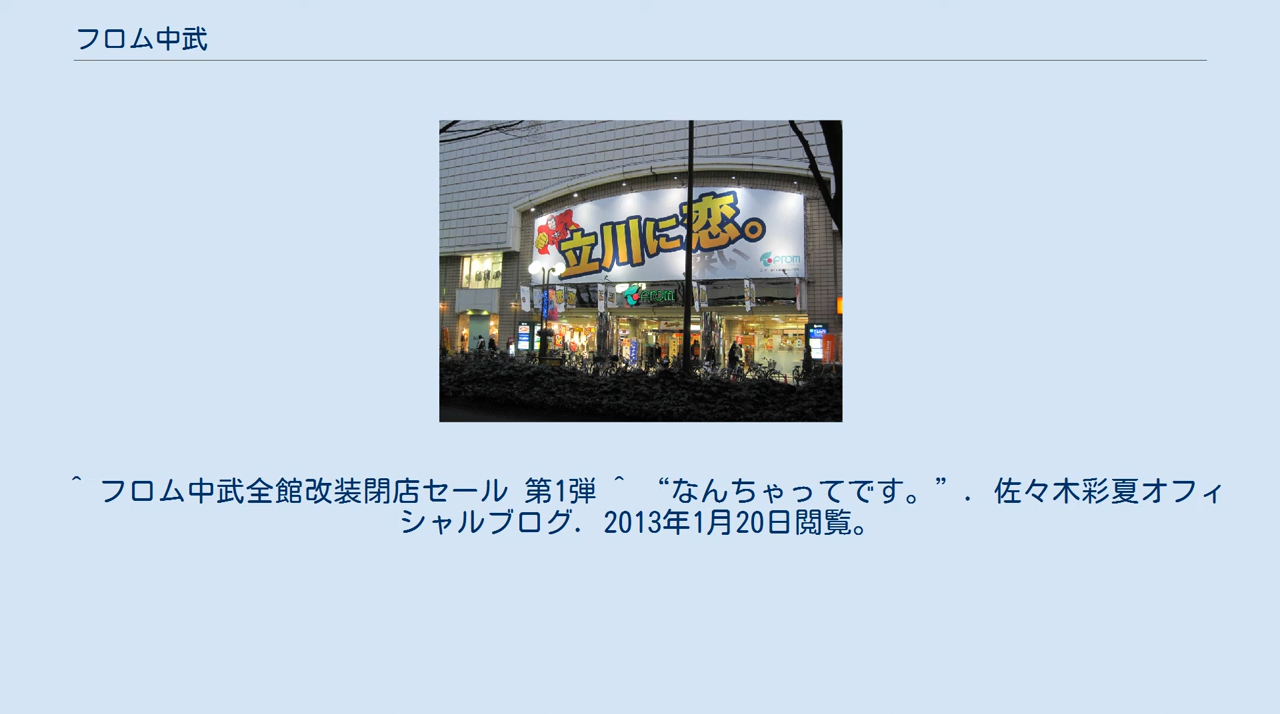 フロム中武
立川に恋。
from
^ フロム中武全館改装閉店セール 第1弾 ^ “なんちゃってです。”. 佐々木彩夏オフィ
シャルブログ. 2013年1月20日閲覧。